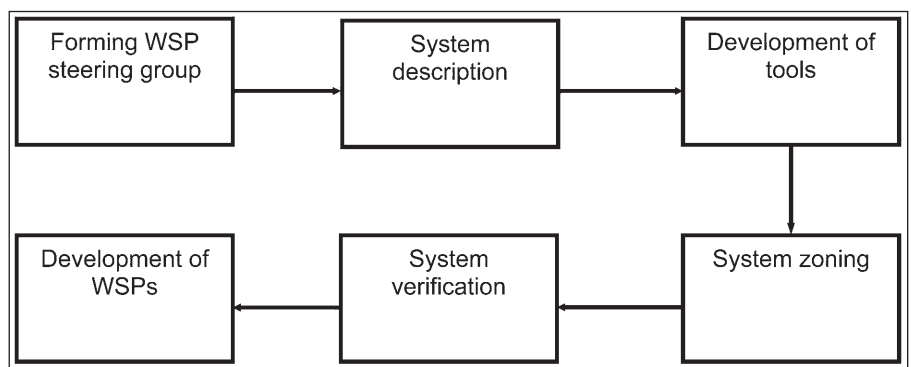 Forming WSP
steering group
System
description
Development of
tools
System zoning
System
verification
Development of
WSPs